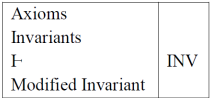 Axioms
Invariants
⊢ INV
Modified Invariant